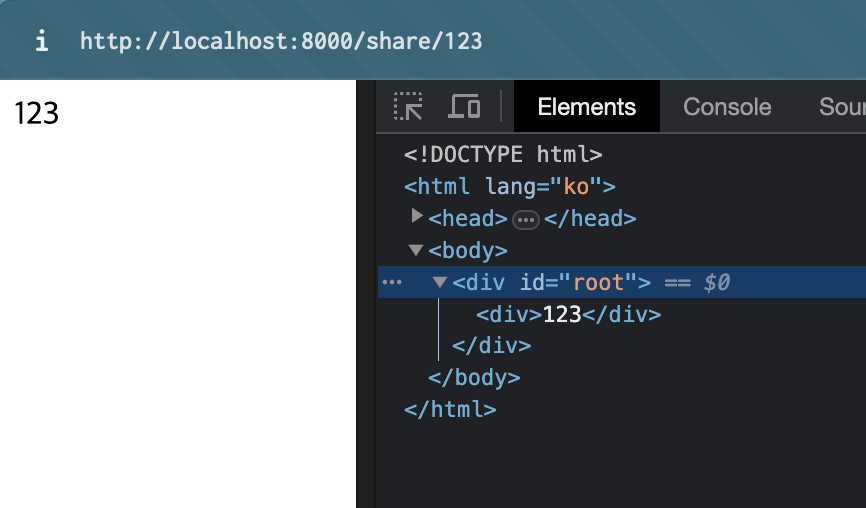 i http://localhost:8000/share/123
123
Elements Console Sour
<!DOCTYPE html>
<html lang="ko">
<head>…</head>
<body>
<div id="root"> == $0
<div>123</div>
</div>
</body>
</html>